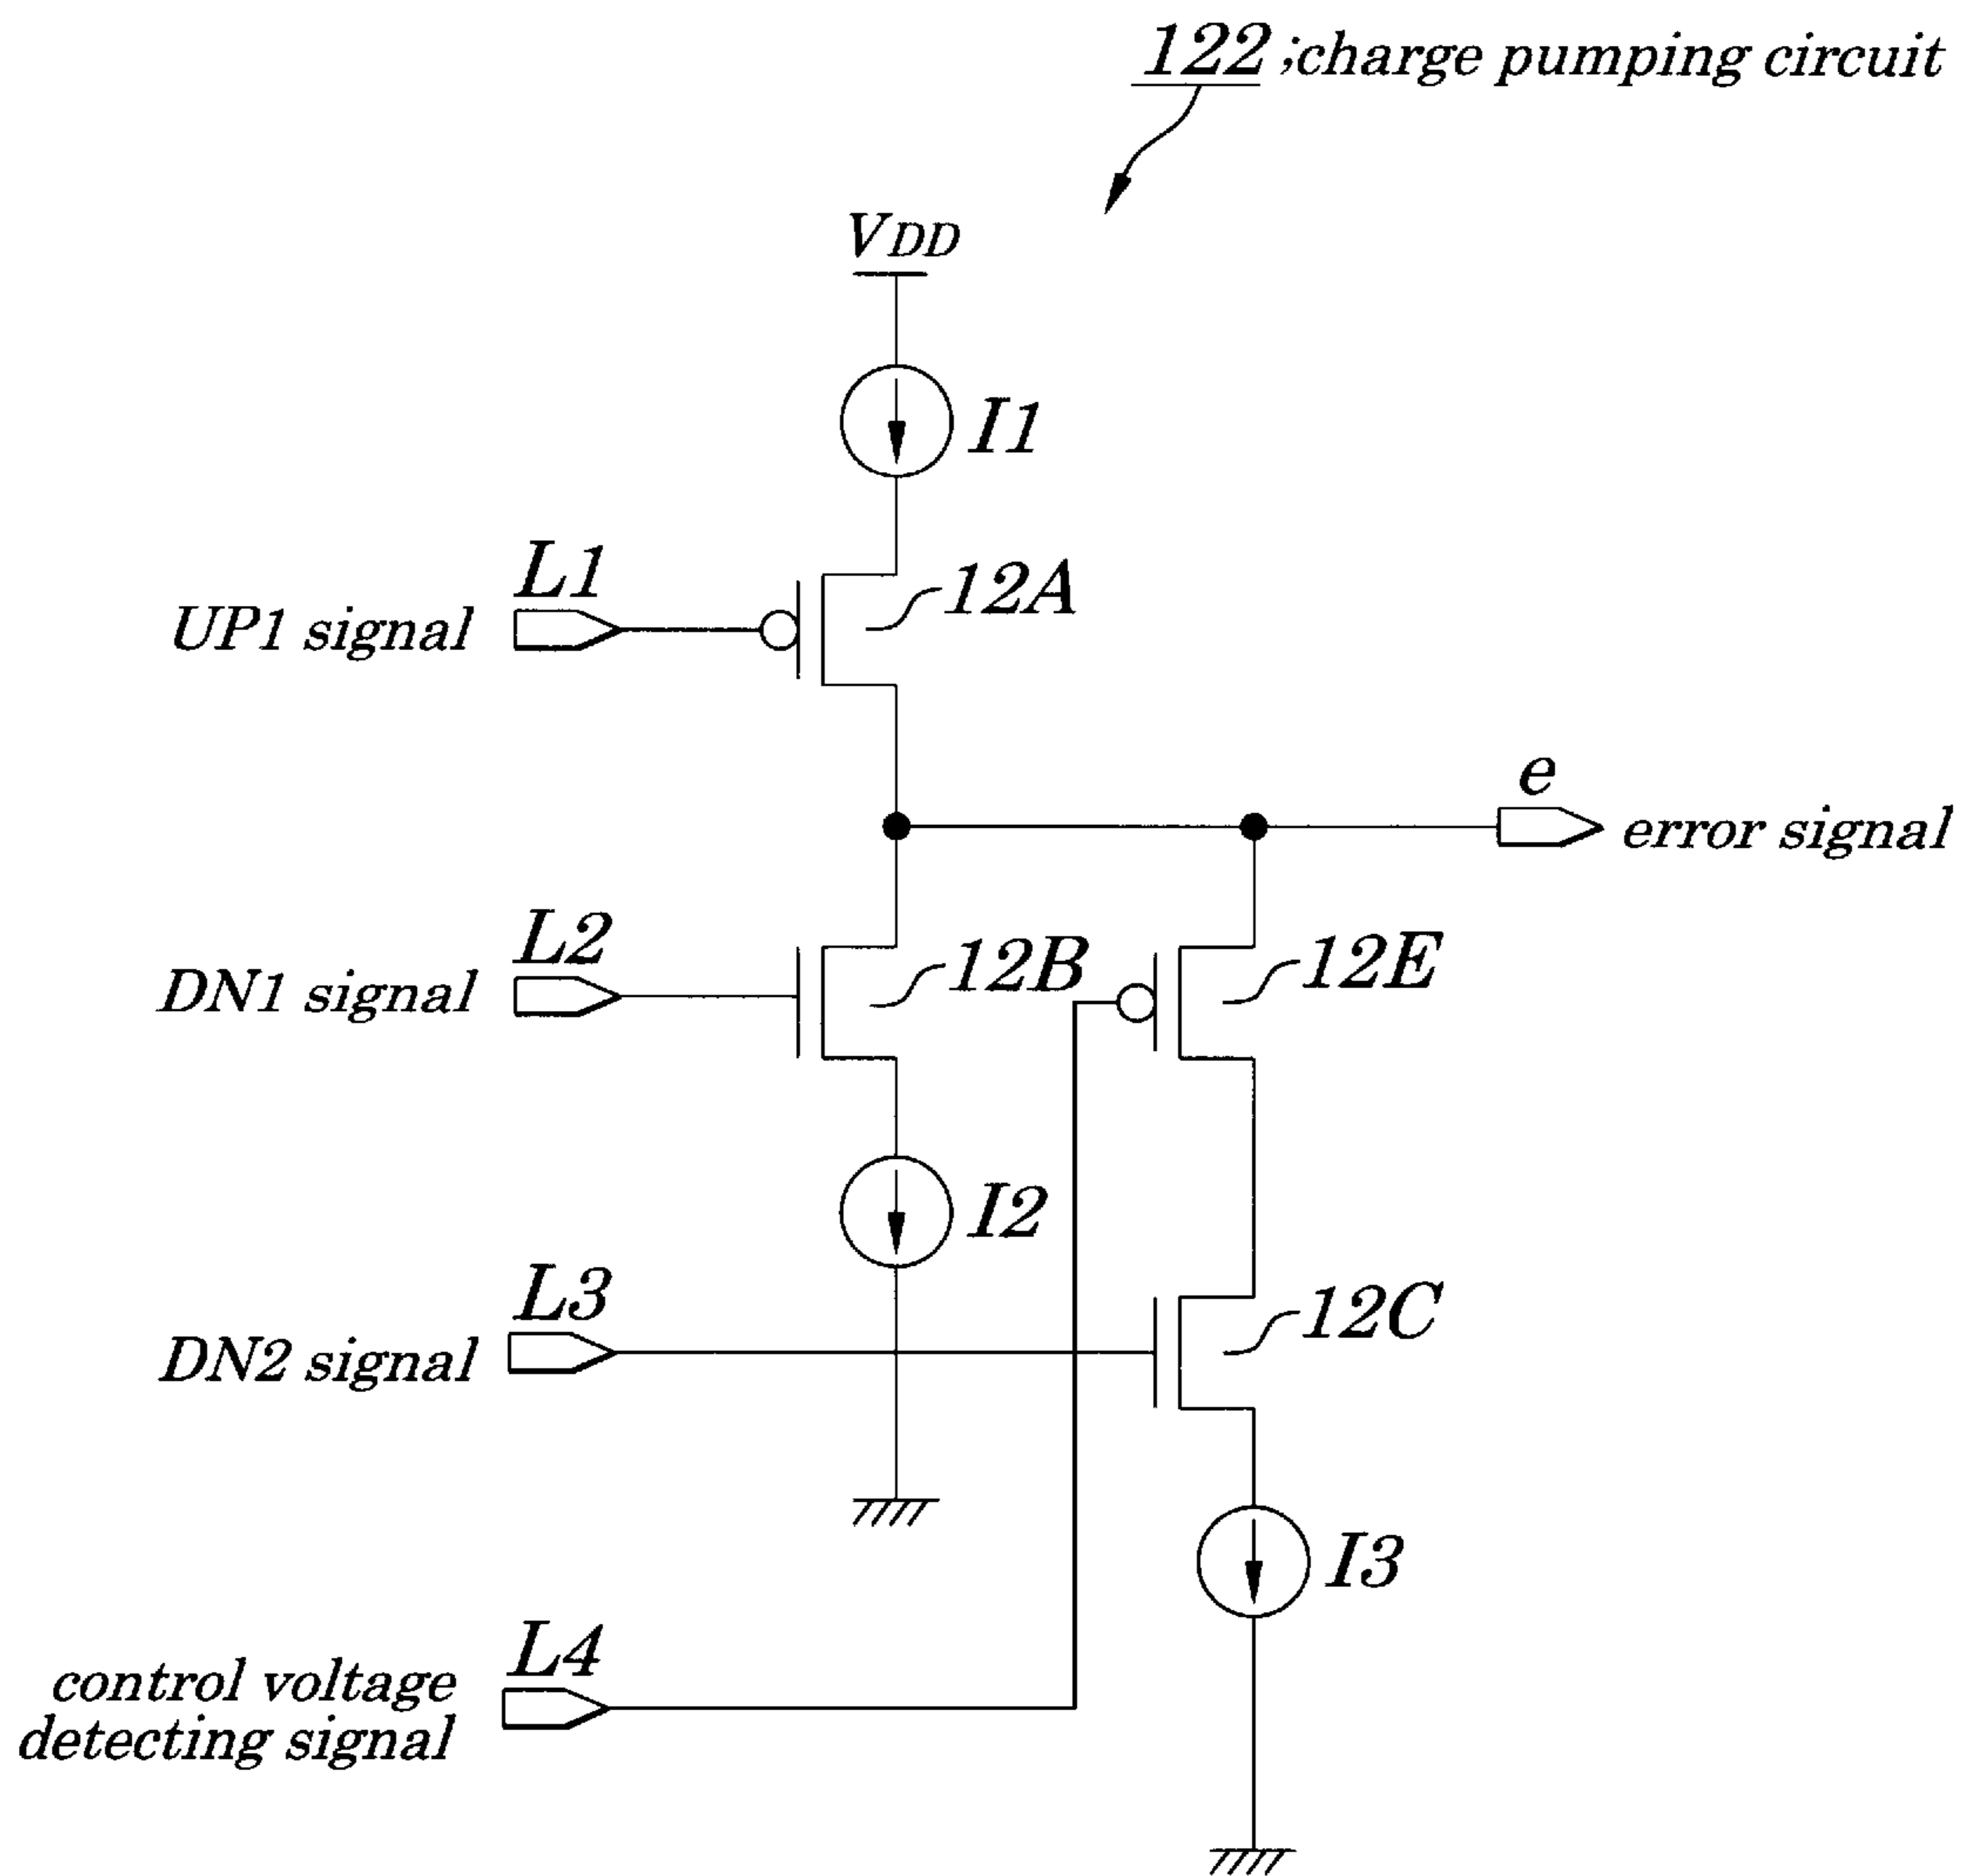 122 ;charge pumping circuit
VDD
I1
L1
UP1 signal
12A
e
error signal
L2
DN1 signal
12B
12E
I2
L3
DN2 signal
12C
I3
L4
control voltage
detecting signal